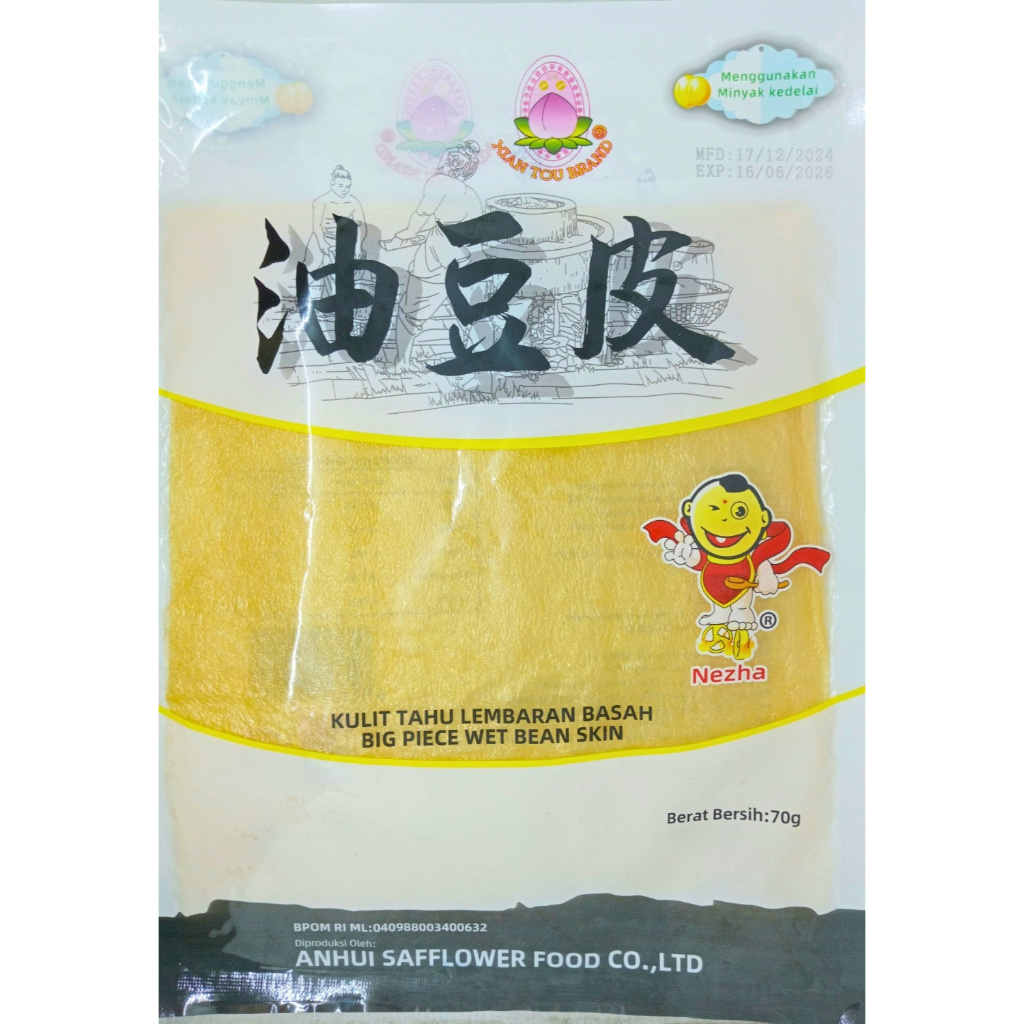 Menggunakan
Minyak kedelai
XIAN TOU BRAND®
MFD:17/12/2024
EXP:16/06/2026
油豆皮
®
Nezha
KULIT TAHU LEMBARAN BASAH
BIG PIECE WET BEAN SKIN
Berat Bersih:70g
BPOM RI ML:040988003400632
Diproduksi Oleh:
ANHUI SAFFLOWER FOOD CO.,LTD